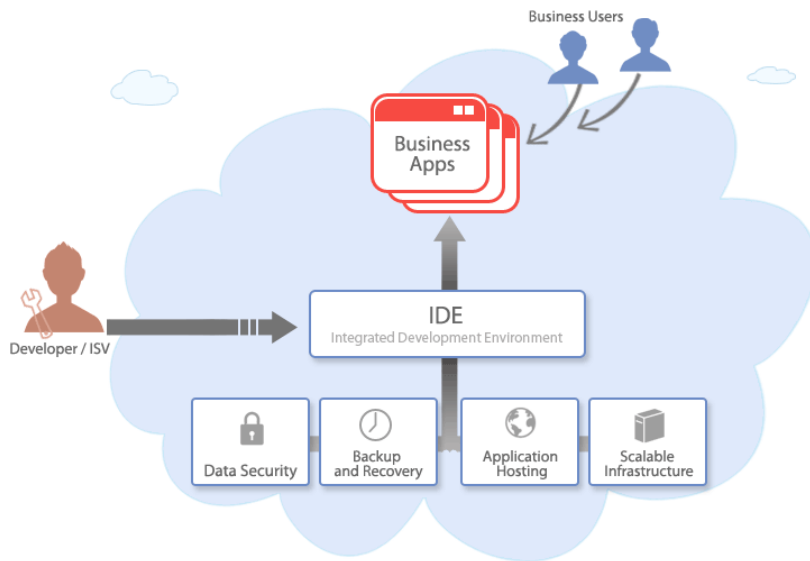 Business Users
Business
Apps
IDE
Integrated Development Environment
Developer / ISV
Data Security
Backup
and Recovery
Application
Hosting
Scalable
Infrastructure